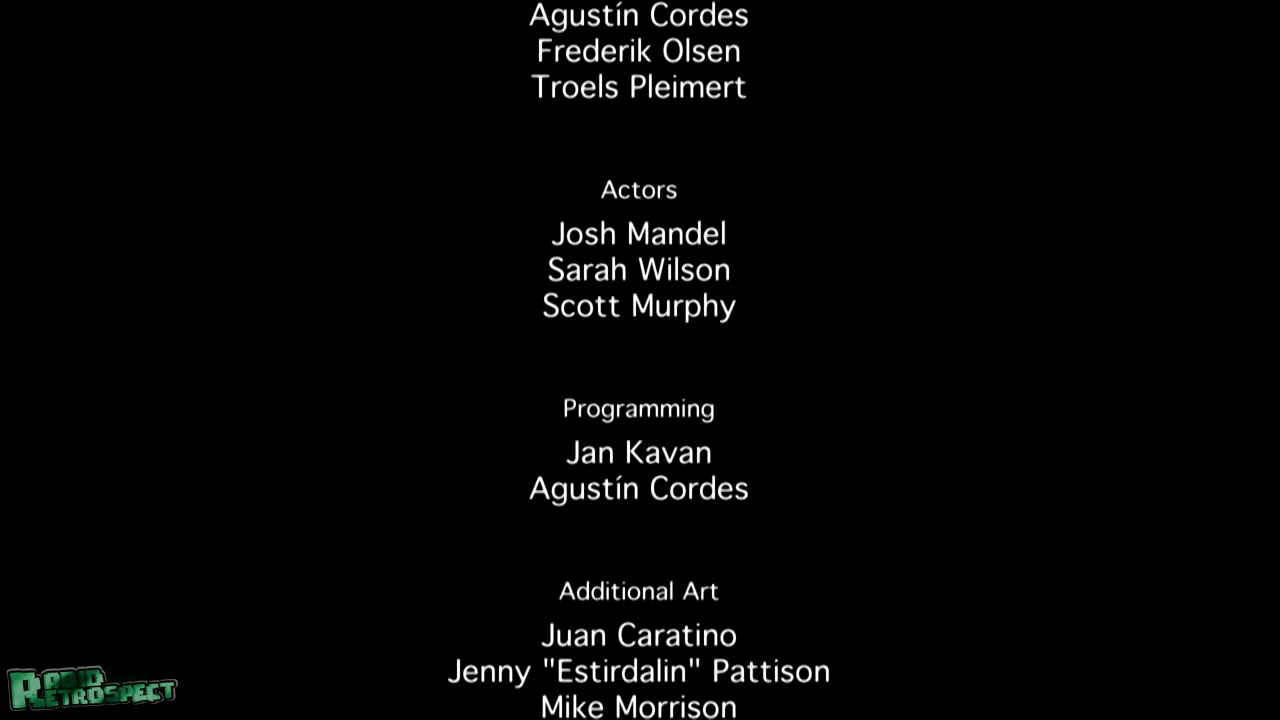 Agustín Cordes
Frederik Olsen
Troels Pleimert
Actors
Josh Mandel
Sarah Wilson
Scott Murphy
Programming
Jan Kavan
Agustín Cordes
Additional Art
Juan Caratino
Jenny "Estirdalin" Pattison
Mike Morrison
Rabid
Retrospect